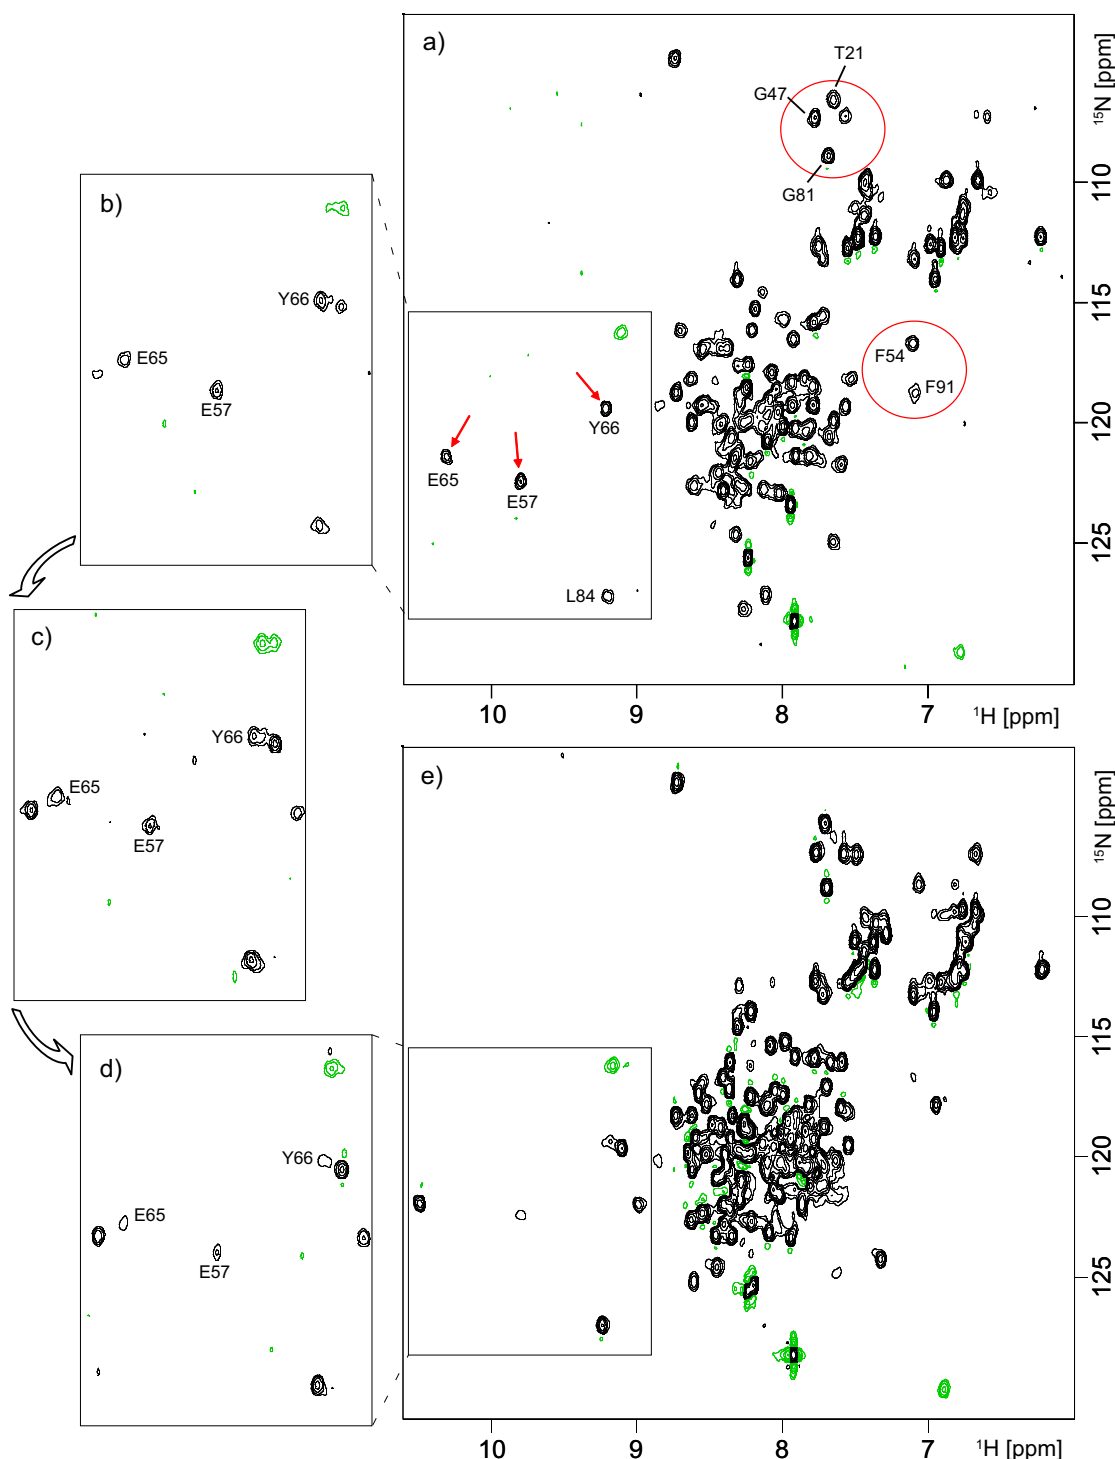 a)
T21
G47
G81
¹⁵N [ppm]
110
115
120
125
F54
F91
Y66
E65
E57
L84
10
9
8
7
¹H [ppm]
b)
Y66
E65
E57
c)
Y66
E65
E57
d)
Y66
E65
E57
e)
¹⁵N [ppm]
110
115
120
125
10
9
8
7
¹H [ppm]